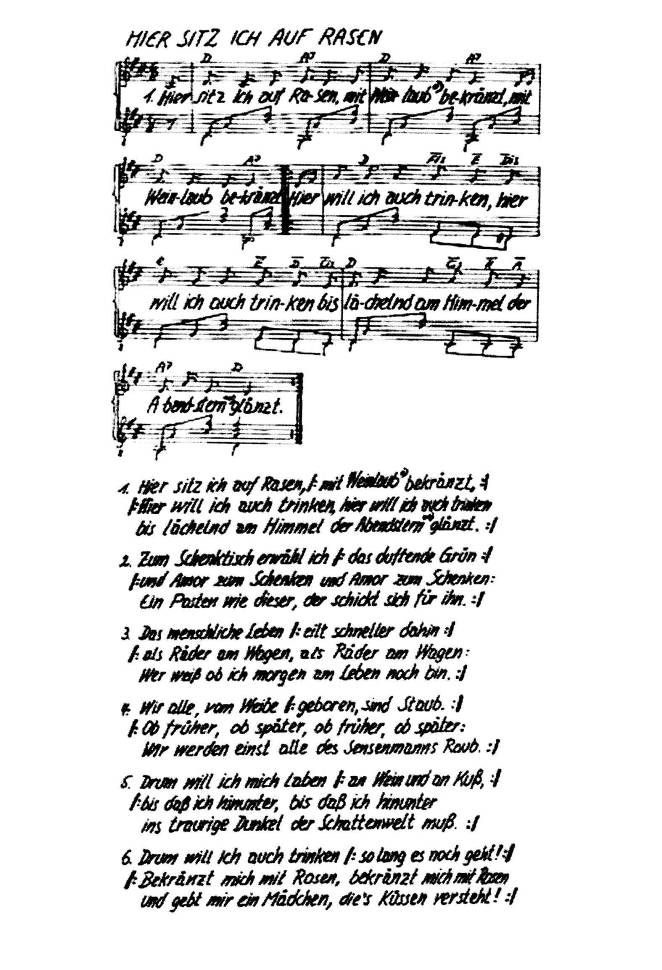 HIER SITZ ICH AUF RASEN
D A⁷ D A⁷
1. Hier sitz ich auf Ra-sen, mit Wein-laub be-kränzt, mit
D A⁷ D Fis E Dis
Wein-laub be-kränzt Hier will ich auch trin-ken, hier
E E D Cis D A
will ich auch trin-ken bis lä-chelnd am Him-mel der
A⁷ D
A bend-stern glänzt.
1. Hier sitz ich auf Rasen, |: mit Weinlaub bekränzt, :|
|: Hier will ich auch trinken, hier will ich auch trinken
bis lächelnd am Himmel der Abendstern glänzt. :|
2. Zum Schenktisch erwähl ich |: das duftende Grün :|
|: und Amor zum Schenken und Amor zum Schenken:
Ein Posten wie dieser, der schickt sich für ihn. :|
3. Das menschliche Leben |: eilt schneller dahin :|
|: als Räder am Wagen, als Räder am Wagen:
Wer weiß ob ich morgen am Leben noch bin. :|
4. Wir alle, vom Weibe |: geboren, sind Staub. :|
|: Ob früher, ob später, ob früher, ob später:
Wir werden einst alle des Sensenmanns Raub. :|
5. Drum will ich mich laben |: an Wein und an Kuß, :|
|: bis daß ich hinunter, bis daß ich hinunter
ins traurige Dunkel der Schattenwelt muß. :|
6. Drum will ich auch trinken |: so lang es noch geht! :|
|: Bekränzt mich mit Rosen, bekränzt mich mit Rosen
und gebt mir ein Mädchen, die's Küssen versteht! :|